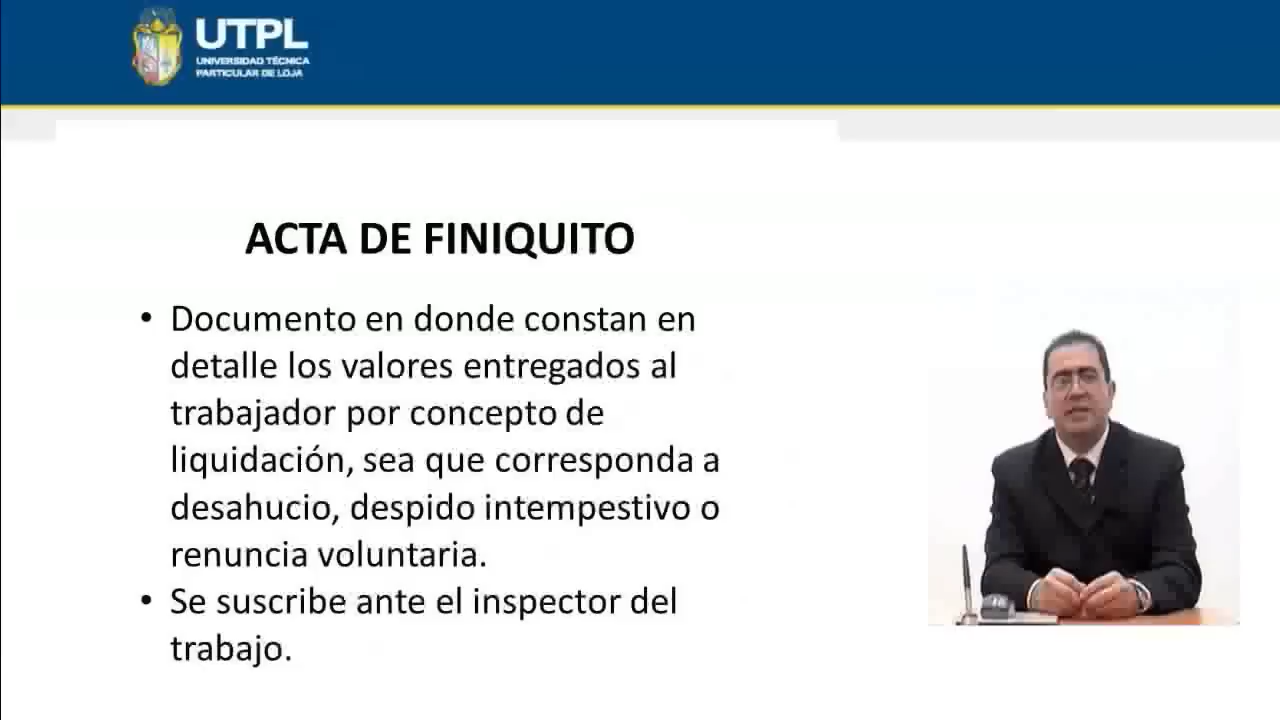 UTPL
UNIVERSIDAD TÉCNICA
PARTICULAR DE LOJA
ACTA DE FINIQUITO
• Documento en donde constan en
detalle los valores entregados al
trabajador por concepto de
liquidación, sea que corresponda a
desahucio, despido intempestivo o
renuncia voluntaria.
• Se suscribe ante el inspector del
trabajo.